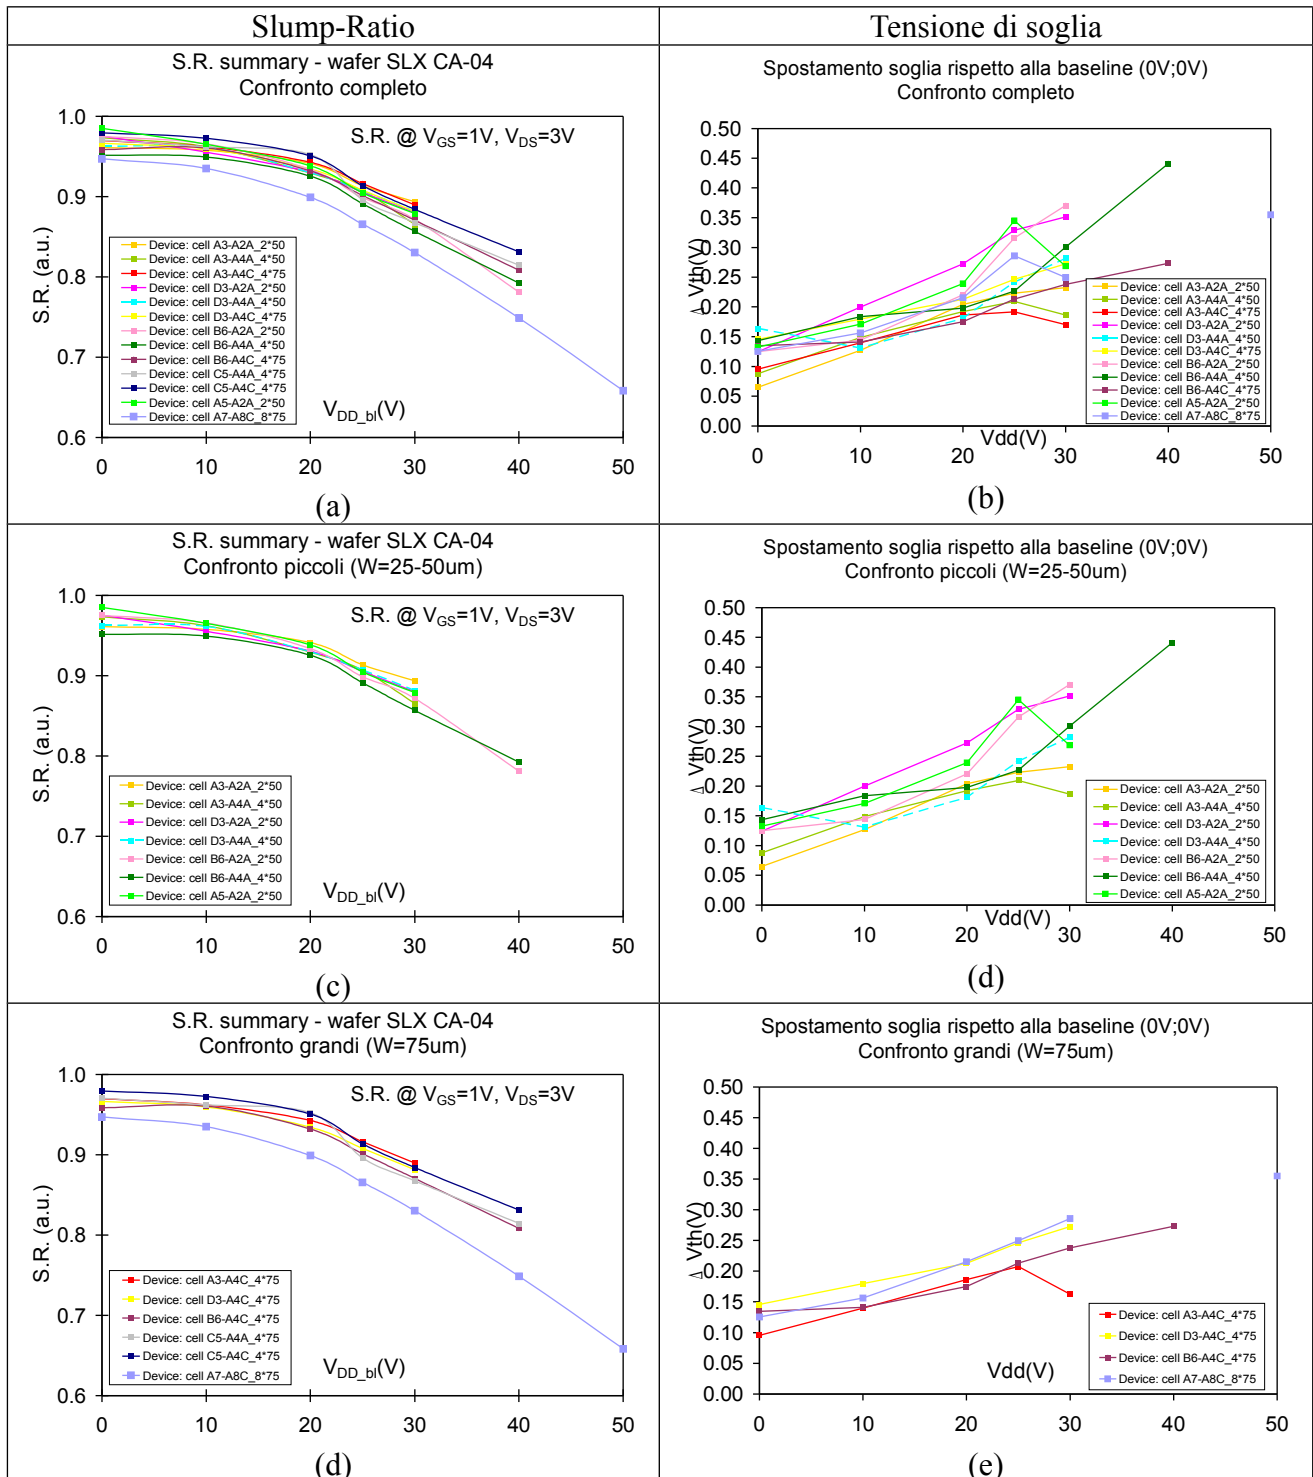 Slump-Ratio
Tensione di soglia
S.R. summary - wafer SLX CA-04
Confronto completo
S.R. @ VGS=1V, VDS=3V
S.R. (a.u.)
1.0
0.9
0.8
0.7
0.6
Device: cell A3-A2A_2*50
Device: cell A3-A4A_4*50
Device: cell A3-A4C_4*75
Device: cell D3-A2A_2*50
Device: cell D3-A4A_4*50
Device: cell D3-A4C_4*75
Device: cell B6-A2A_2*50
Device: cell B6-A4A_4*50
Device: cell B6-A4C_4*75
Device: cell C5-A4A_4*75
Device: cell C5-A4C_4*75
Device: cell A5-A2A_2*50
Device: cell A7-A8C_8*75
VDD_bl(V)
0 10 20 30 40 50
(a)
Spostamento soglia rispetto alla baseline (0V;0V)
Confronto completo
Δ Vth(V)
0.50
0.45
0.40
0.35
0.30
0.25
0.20
0.15
0.10
0.05
0.00
Device: cell A3-A2A_2*50
Device: cell A3-A4A_4*50
Device: cell A3-A4C_4*75
Device: cell D3-A2A_2*50
Device: cell D3-A4A_4*50
Device: cell D3-A4C_4*75
Device: cell B6-A2A_2*50
Device: cell B6-A4A_4*50
Device: cell B6-A4C_4*75
Device: cell A5-A2A_2*50
Device: cell A7-A8C_8*75
Vdd(V)
0 10 20 30 40 50
(b)
S.R. summary - wafer SLX CA-04
Confronto piccoli (W=25-50um)
S.R. @ VGS=1V, VDS=3V
S.R. (a.u.)
1.0
0.9
0.8
0.7
0.6
Device: cell A3-A2A_2*50
Device: cell A3-A4A_4*50
Device: cell D3-A2A_2*50
Device: cell D3-A4A_4*50
Device: cell B6-A2A_2*50
Device: cell B6-A4A_4*50
Device: cell A5-A2A_2*50
VDD_bl(V)
0 10 20 30 40 50
(c)
Spostamento soglia rispetto alla baseline (0V;0V)
Confronto piccoli (W=25-50um)
Δ Vth(V)
0.50
0.45
0.40
0.35
0.30
0.25
0.20
0.15
0.10
0.05
0.00
Device: cell A3-A2A_2*50
Device: cell A3-A4A_4*50
Device: cell D3-A2A_2*50
Device: cell D3-A4A_4*50
Device: cell B6-A2A_2*50
Device: cell B6-A4A_4*50
Device: cell A5-A2A_2*50
Vdd(V)
0 10 20 30 40 50
(d)
S.R. summary - wafer SLX CA-04
Confronto grandi (W=75um)
S.R. @ VGS=1V, VDS=3V
S.R. (a.u.)
1.0
0.9
0.8
0.7
0.6
Device: cell A3-A4C_4*75
Device: cell D3-A4C_4*75
Device: cell B6-A4C_4*75
Device: cell C5-A4A_4*75
Device: cell C5-A4C_4*75
Device: cell A7-A8C_8*75
VDD_bl(V)
0 10 20 30 40 50
(d)
Spostamento soglia rispetto alla baseline (0V;0V)
Confronto grandi (W=75um)
Δ Vth(V)
0.50
0.45
0.40
0.35
0.30
0.25
0.20
0.15
0.10
0.05
0.00
Device: cell A3-A4C_4*75
Device: cell D3-A4C_4*75
Device: cell B6-A4C_4*75
Device: cell A7-A8C_8*75
Vdd(V)
0 10 20 30 40 50
(e)